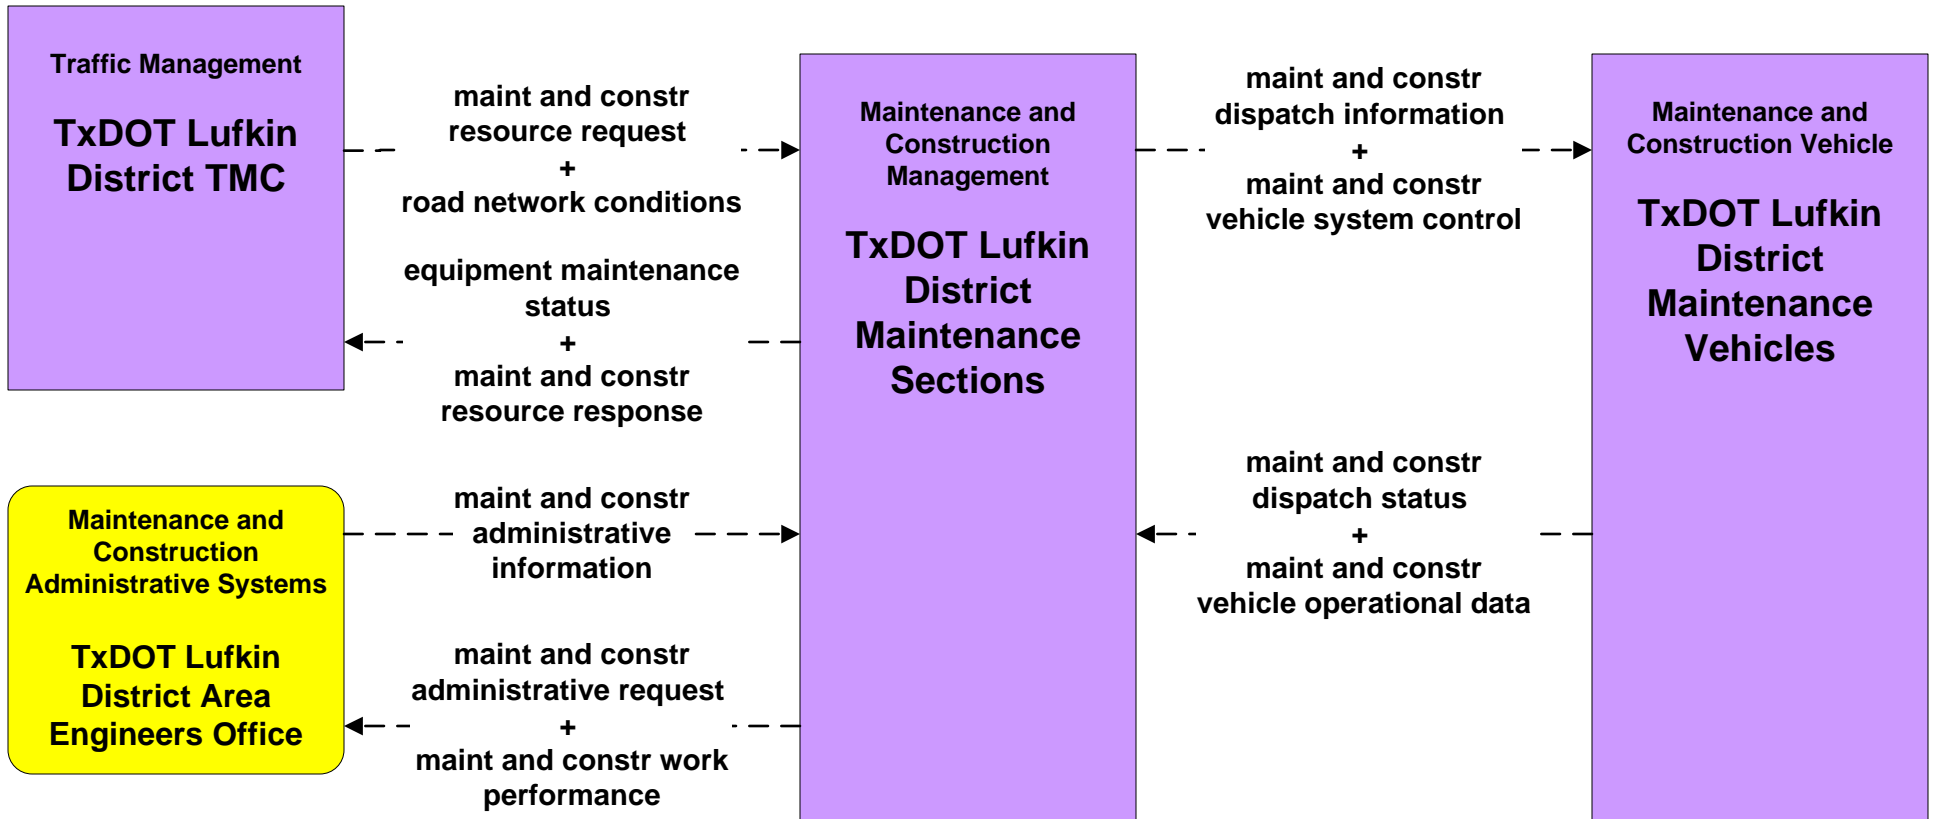 Traffic Management
TxDOT Lufkin
District TMC
maint and constr
resource request
+
road network conditions
equipment maintenance
status
+
maint and constr
resource response
Maintenance and
Construction
Administrative Systems
TxDOT Lufkin
District Area
Engineers Office
maint and constr
administrative
information
maint and constr
administrative request
+
maint and constr work
performance
Maintenance and
Construction
Management
TxDOT Lufkin
District
Maintenance
Sections
maint and constr
dispatch information
+
maint and constr
vehicle system control
maint and constr
dispatch status
+
maint and constr
vehicle operational data
Maintenance and
Construction Vehicle
TxDOT Lufkin
District
Maintenance
Vehicles